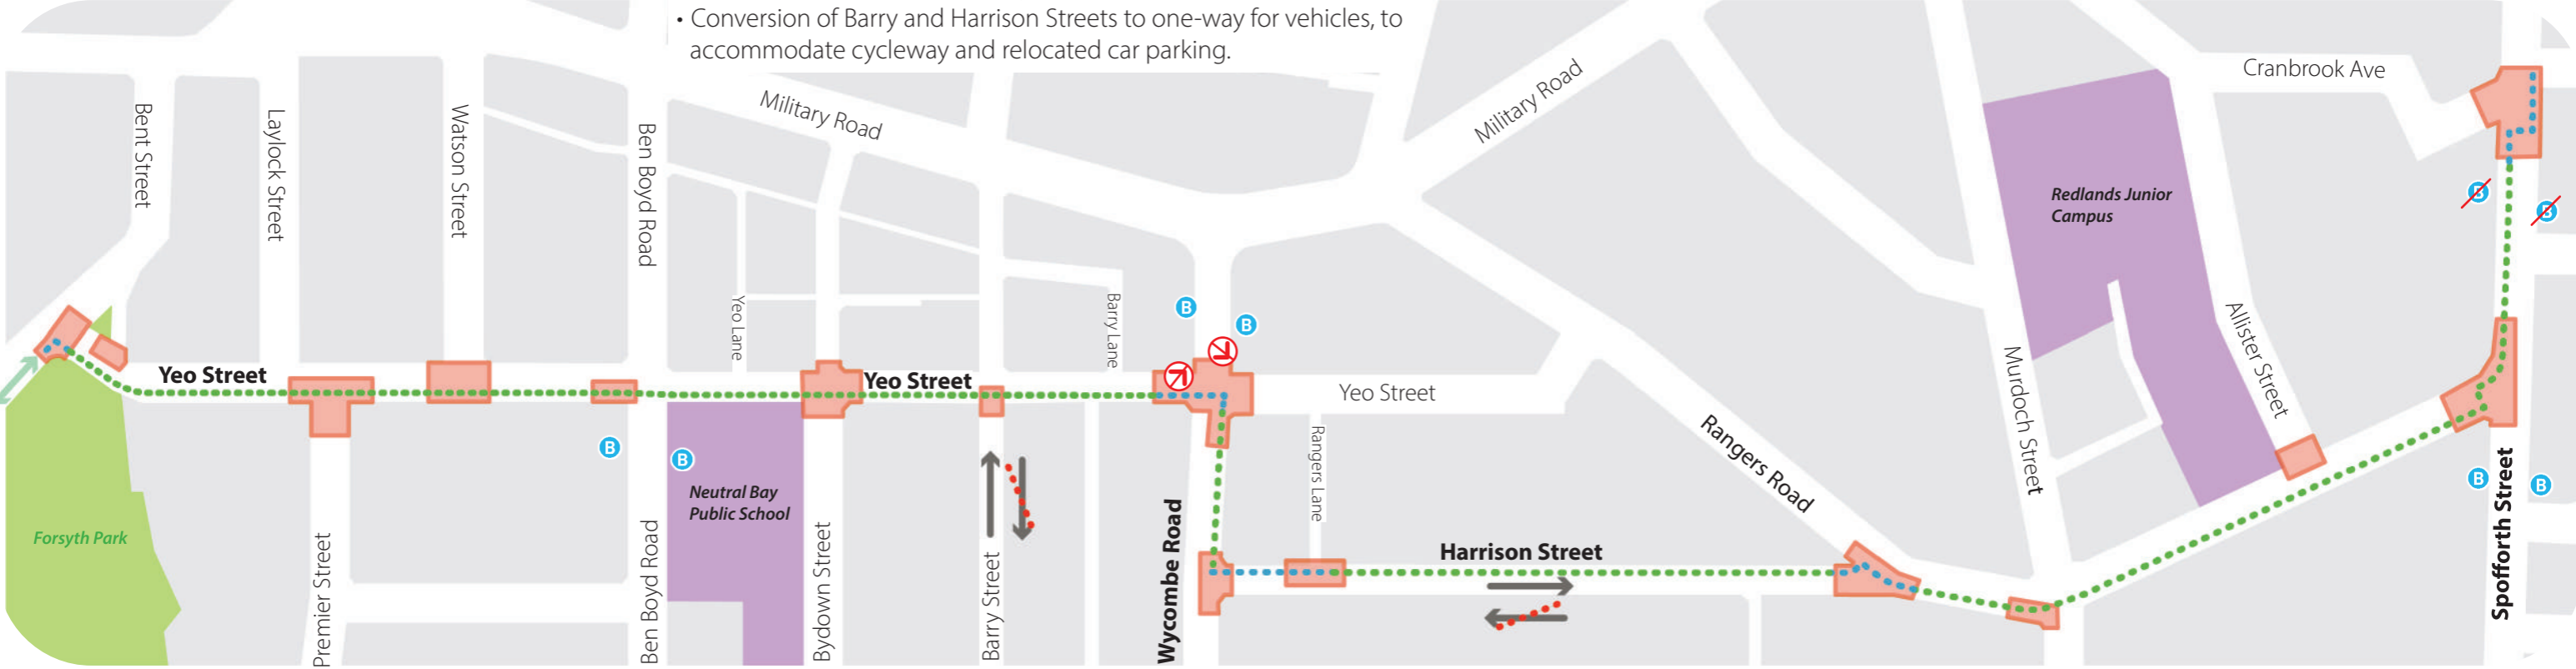 • Conversion of Barry and Harrison Streets to one-way for vehicles, to
accommodate cycleway and relocated car parking.
Cranbrook Ave
Military Road
Military Road
Bent Street
Laylock Street
Watson Street
Ben Boyd Road
Redlands Junior
Campus
B
B
Yeo Lane
Barry Lane
B
B
Allister Street
Murdoch Street
Yeo Street
Yeo Street
Yeo Street
Rangers Lane
Rangers Road
B
B
B
B
Neutral Bay
Public School
Forsyth Park
Premier Street
Ben Boyd Road
Bydown Street
Barry Street
Wycombe Road
Harrison Street
Spofforth Street